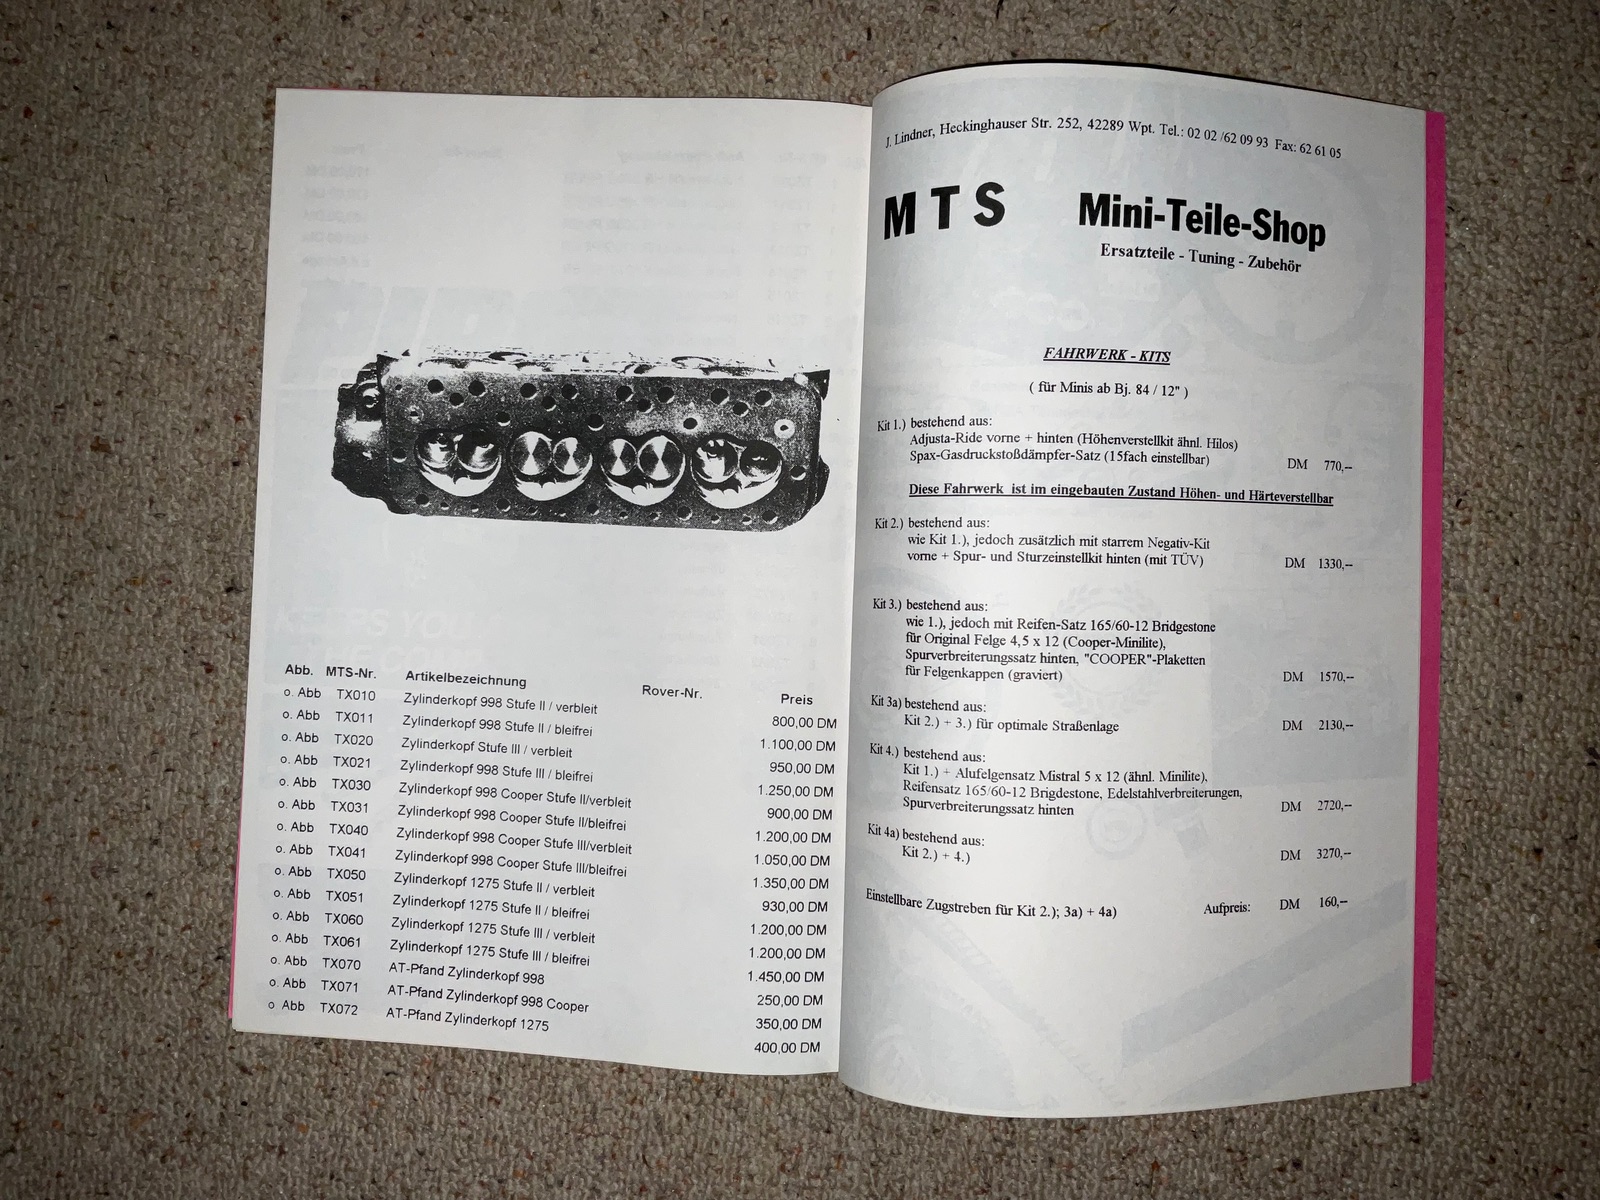 Abb. MTS-Nr. Artikelbezeichnung Rover-Nr. Preis
o. Abb TX010 Zylinderkopf 998 Stufe II / verbleit 800,00 DM
o. Abb TX011 Zylinderkopf 998 Stufe II / bleifrei 1.100,00 DM
o. Abb TX020 Zylinderkopf Stufe III / verbleit 950,00 DM
o. Abb TX021 Zylinderkopf 998 Stufe III / bleifrei 1.250,00 DM
o. Abb TX030 Zylinderkopf 998 Cooper Stufe II/verbleit 900,00 DM
o. Abb TX031 Zylinderkopf 998 Cooper Stufe II/bleifrei 1.200,00 DM
o. Abb TX040 Zylinderkopf 998 Cooper Stufe III/verbleit 1.050,00 DM
o. Abb TX041 Zylinderkopf 998 Cooper Stufe III/bleifrei 1.350,00 DM
o. Abb TX050 Zylinderkopf 1275 Stufe II / verbleit 930,00 DM
o. Abb TX051 Zylinderkopf 1275 Stufe II / bleifrei 1.200,00 DM
o. Abb TX060 Zylinderkopf 1275 Stufe III / verbleit 1.200,00 DM
o. Abb TX061 Zylinderkopf 1275 Stufe III / bleifrei 1.450,00 DM
o. Abb TX070 AT-Pfand Zylinderkopf 998 250,00 DM
o. Abb TX071 AT-Pfand Zylinderkopf 998 Cooper 350,00 DM
o. Abb TX072 AT-Pfand Zylinderkopf 1275 400,00 DM
J. Lindner, Heckinghauser Str. 252, 42289 Wpt. Tel.: 02 02 /62 09 93 Fax: 62 61 05
MTS Mini-Teile-Shop
Ersatzteile - Tuning - Zubehör
FAHRWERK - KITS
( für Minis ab Bj. 84 / 12" )
Kit 1.) bestehend aus:
Adjusta-Ride vorne + hinten (Höhenverstellkit ähnl. Hilos)
Spax-Gasdruckstoßdämpfer-Satz (15fach einstellbar) DM 770,--
Diese Fahrwerk ist im eingebauten Zustand Höhen- und Härteverstellbar
Kit 2.) bestehend aus:
wie Kit 1.), jedoch zusätzlich mit starrem Negativ-Kit
vorne + Spur- und Sturzeinstellkit hinten (mit TÜV) DM 1330,--
Kit 3.) bestehend aus:
wie 1.), jedoch mit Reifen-Satz 165/60-12 Bridgestone
für Original Felge 4,5 x 12 (Cooper-Minilite),
Spurverbreiterungssatz hinten, "COOPER"-Plaketten
für Felgenkappen (graviert) DM 1570,--
Kit 3a) bestehend aus:
Kit 2.) + 3.) für optimale Straßenlage DM 2130,--
Kit 4.) bestehend aus:
Kit 1.) + Alufelgensatz Mistral 5 x 12 (ähnl. Minilite),
Reifensatz 165/60-12 Brigdestone, Edelstahlverbreiterungen,
Spurverbreiterungssatz hinten DM 2720,--
Kit 4a) bestehend aus:
Kit 2.) + 4.) DM 3270,--
Einstellbare Zugstreben für Kit 2.); 3a) + 4a) Aufpreis: DM 160,--